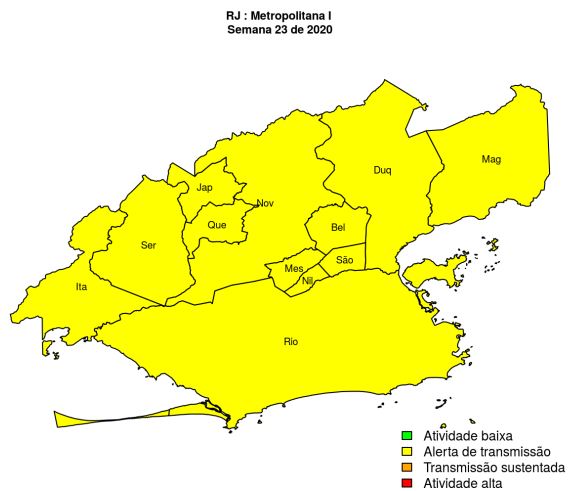 RJ : Metropolitana I
Semana 23 de 2020
Mag
Duq
Jap
Nov
Que
Bel
Ser
São
Mes
Nil
Ita
Rio
Atividade baixa
Alerta de transmissão
Transmissão sustentada
Atividade alta